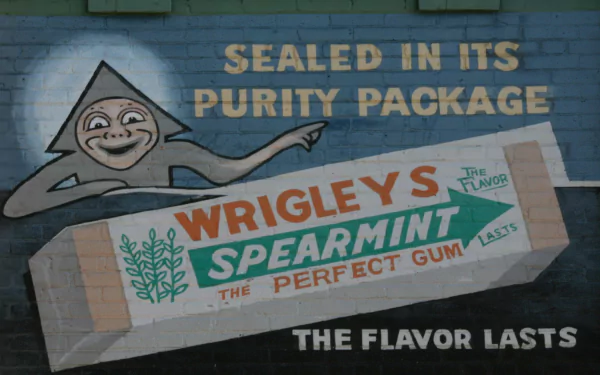 SEALED IN ITS
PURITY PACKAGE
WRIGLEYS
THE FLAVOR
SPEARMINT
LASTS
THE PERFECT GUM
THE FLAVOR LASTS